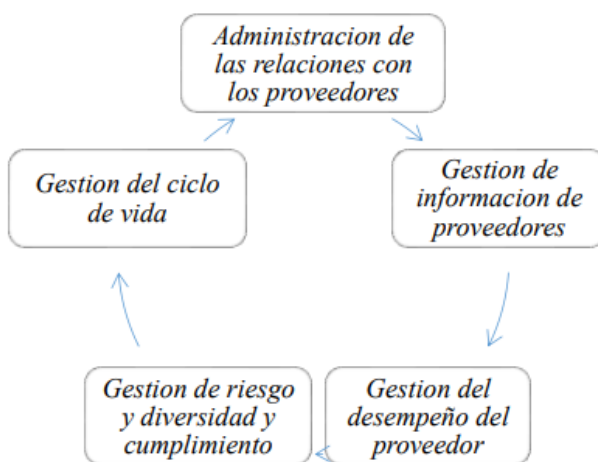 Administracion de
las relaciones con
los proveedores
Gestion de
informacion de
proveedores
Gestion del
desempeño del
proveedor
Gestion de riesgo
y diversidad y
cumplimiento
Gestion del ciclo
de vida